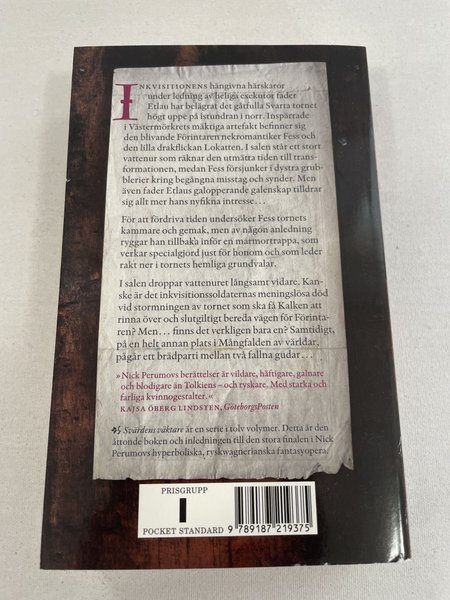 INKVISITIONENS hängivna härskaror
under ledning av heliga exekutor fader
Etlau har belägrat det gåtfulla Svarta tornet
högt uppe på istundran in norr. Inspärrade
i Västermörkrets mäktiga artefakt befinner sig
den blivande Förintaren nekromantiker Fess och
den lilla drakflickan Lokatten. I salen står ett stort
vattenur som räknar den utmätta tiden till trans-
formationen, medan Fess försjunker i dystra grub-
blerier kring begångna misstag och synder. Men
även fader Etlaus galopperande galenskap tilldrar
sig allt mer hans nyfikna intresse...
För att fördriva tiden undersöker Fess tornets
kammare och gemak, men av någon anledning
ryggar han tillbaka inför en marmortrappa, som
verkar specialgjord just för honom och som leder
rakt ner i tornets hemliga grundvalar.
I salen droppar vattenuret långsamt vidare. Kan-
ske är det inkvisitionssoldaternas meningslösa död
vid stormningen av tornet som ska få Kalken att
rinna över och slutgiltigt bereda vägen för Förinta-
ren? Men... finns det verkligen bara en? Samtidigt,
på en helt annan plats i Mångfalden av världar,
pågår ett brädparti mellan två fallna gudar...
»Nick Perumovs berättelser är vildare, häftigare, galnare
och blodigare än Tolkiens – och ryskare. Med starka och
farliga kvinnogestalter.«
KAJSA ÖBERG LINDSTEN, GöteborgsPosten
Svärdens väktare är en serie i tolv volymer. Detta är den
åttonde boken och inledningen till den stora finalen i Nick
Perumovs hyperboliska, ryskwagnerianska fantasyopera.
PRISGRUPP
I
POCKET STANDARD
9 789187 219375